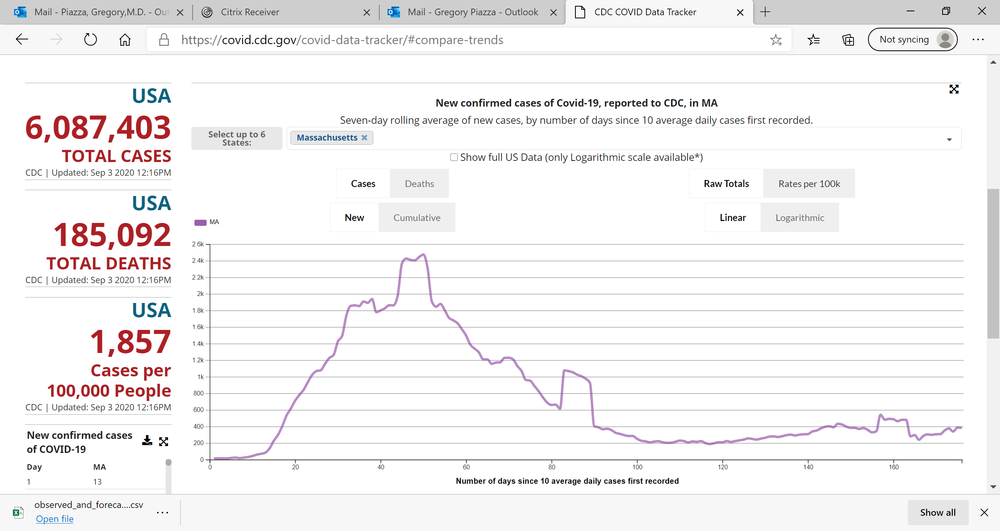 Mail - Piazza, Gregory,M.D. - Out
Citrix Receiver
Mail - Gregory Piazza - Outlook
CDC COVID Data Tracker
https://covid.cdc.gov/covid-data-tracker/#compare-trends
Not syncing
USA
6,087,403
TOTAL CASES
CDC | Updated: Sep 3 2020 12:16PM
USA
185,092
TOTAL DEATHS
CDC | Updated: Sep 3 2020 12:16PM
USA
1,857
Cases per
100,000 People
CDC | Updated: Sep 3 2020 12:16PM
New confirmed cases
of COVID-19
Day MA
1 13
New confirmed cases of Covid-19, reported to CDC, in MA
Seven-day rolling average of new cases, by number of days since 10 average daily cases first recorded.
Select up to 6
States:
Massachusetts
Show full US Data (only Logarithmic scale available*)
Cases Deaths
Raw Totals Rates per 100k
New Cumulative
Linear Logarithmic
MA
2.6k
2.4k
2.2k
2k
1.8k
1.6k
1.4k
1.2k
1k
800
600
400
200
0
0 20 40 60 80 100 120 140 160
Number of days since 10 average daily cases first recorded
observed_and_foreca....csv
Open file
Show all